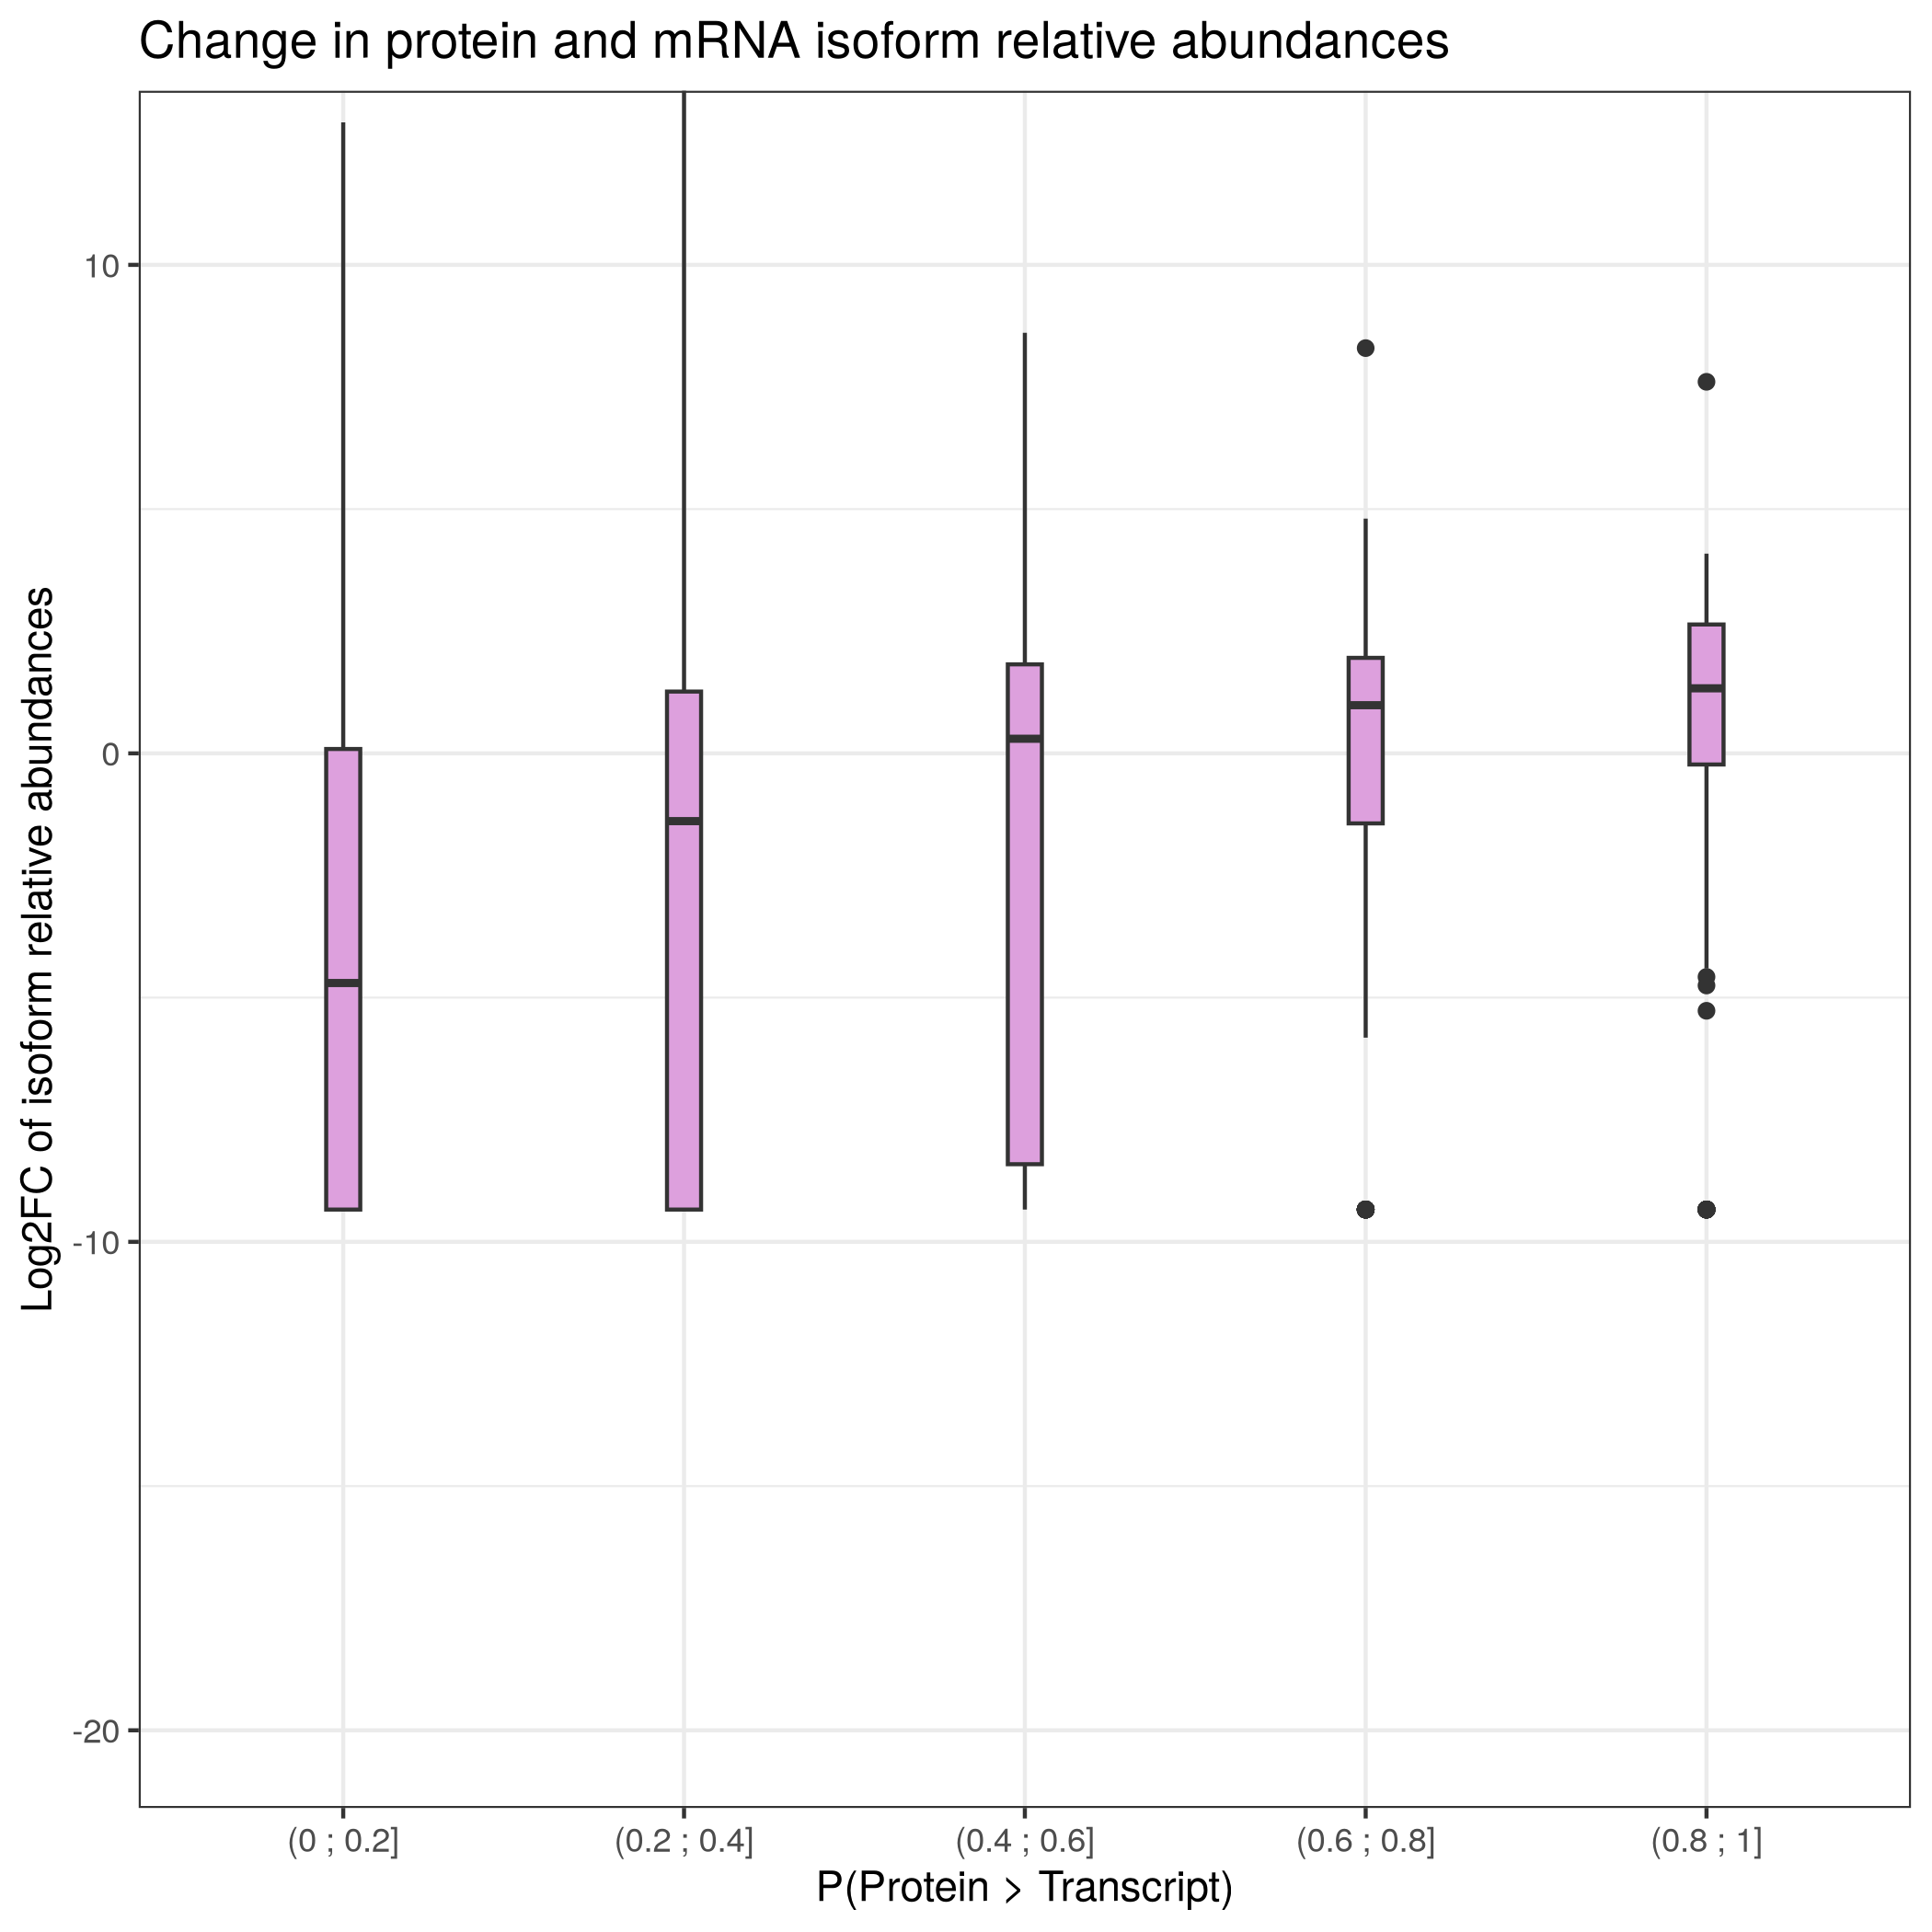 Change in protein and mRNA isoform relative abundances
Log2FC of isoform relative abundances
10
0
-10
-20
(0 ; 0.2]
(0.2 ; 0.4]
(0.4 ; 0.6]
(0.6 ; 0.8]
(0.8 ; 1]
P(Protein > Transcript)